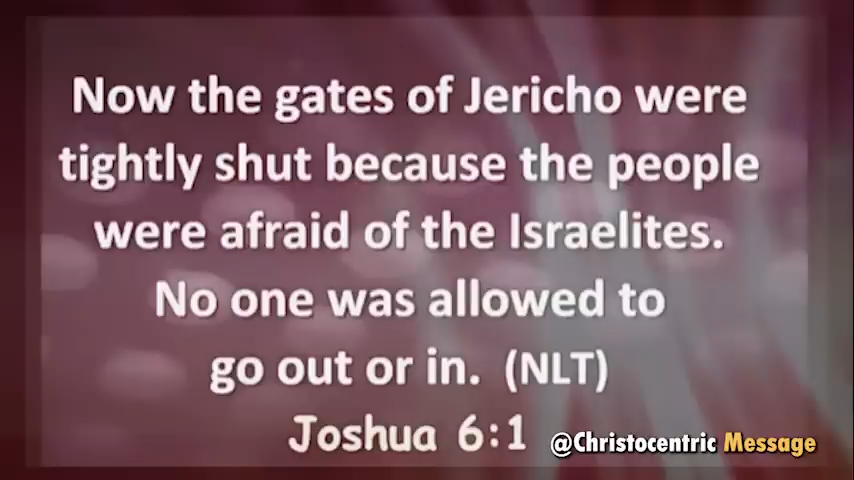 Now the gates of Jericho were
tightly shut because the people
were afraid of the Israelites.
No one was allowed to
go out or in. (NLT)
Joshua 6:1
@Christocentric Message